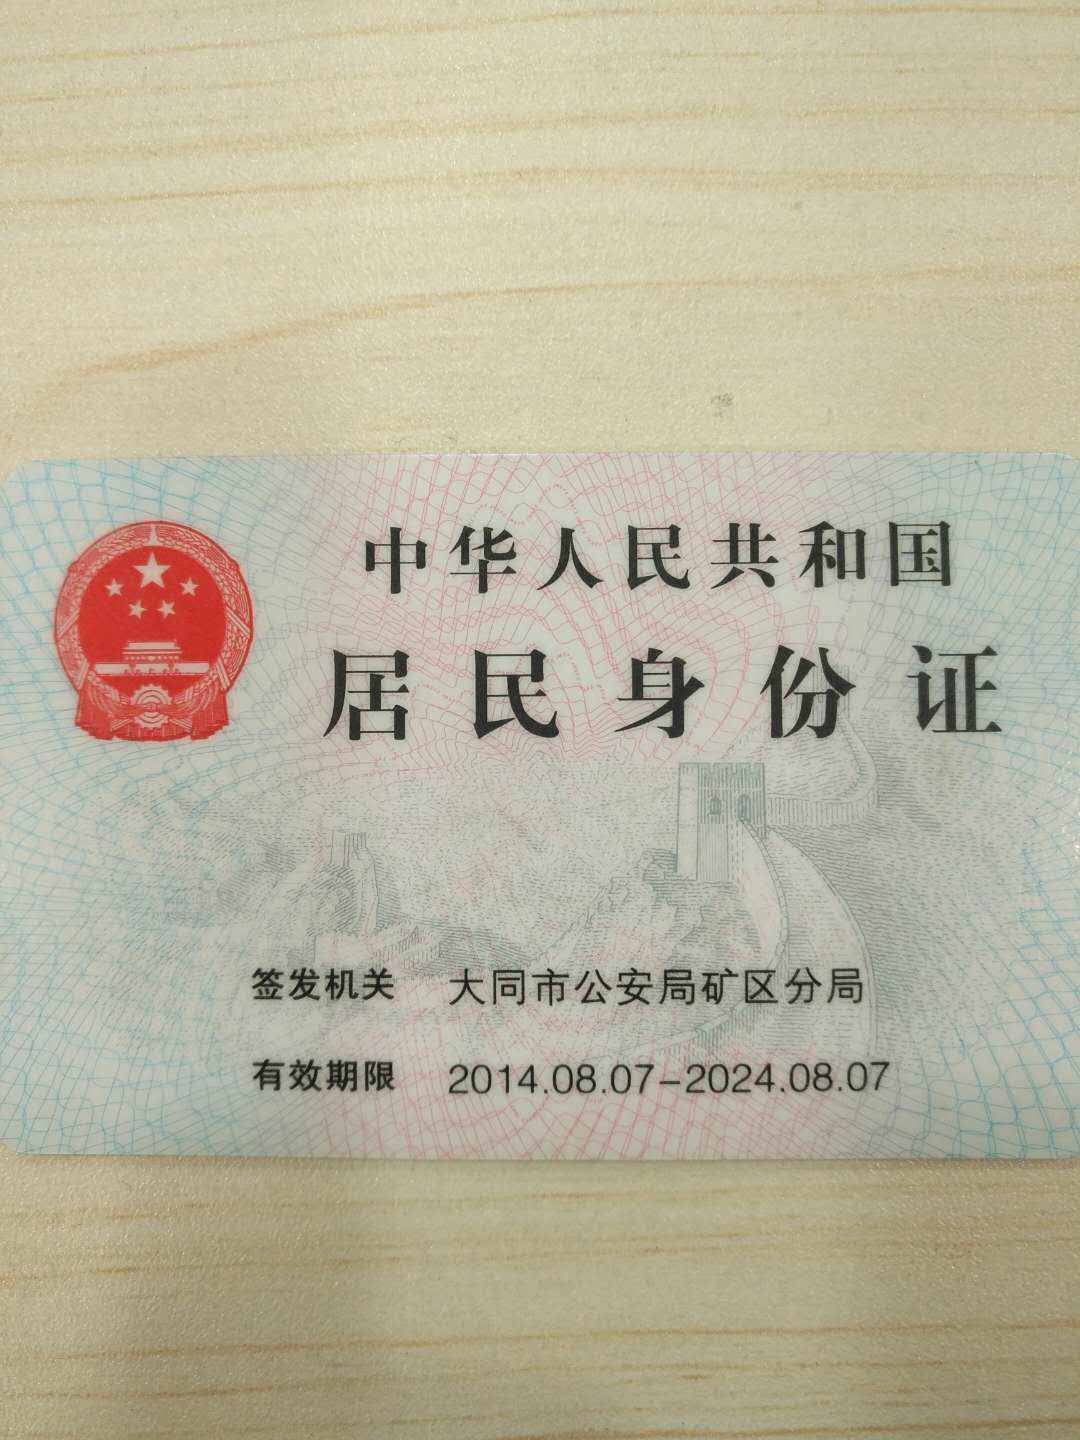 中华人民共和国
居民身份证
签发机关 大同市公安局矿区分局
有效期限 2014.08.07-2024.08.07